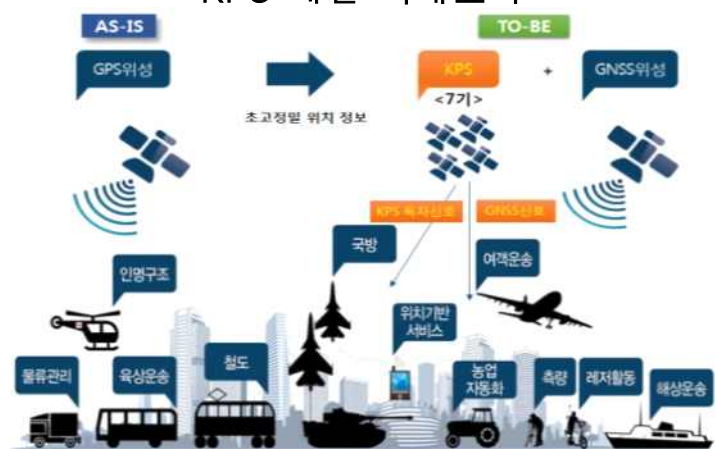 AS-IS
TO-BE
GPS위성
KPS
+
GNSS위성
<7기>
초고정밀 위치 정보
KPS 독자신호
GNSS신호
국방
여객운송
인명구조
위치기반
서비스
물류관리
육상운송
철도
농업
자동화
측량
레저활동
해상운송